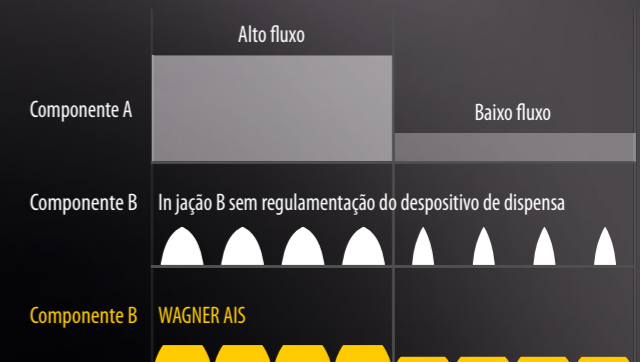 Alto fluxo
Componente A
Baixo fluxo
Componente B In jação B sem regulamentação do despositivo de dispensa
Componente B WAGNER AIS